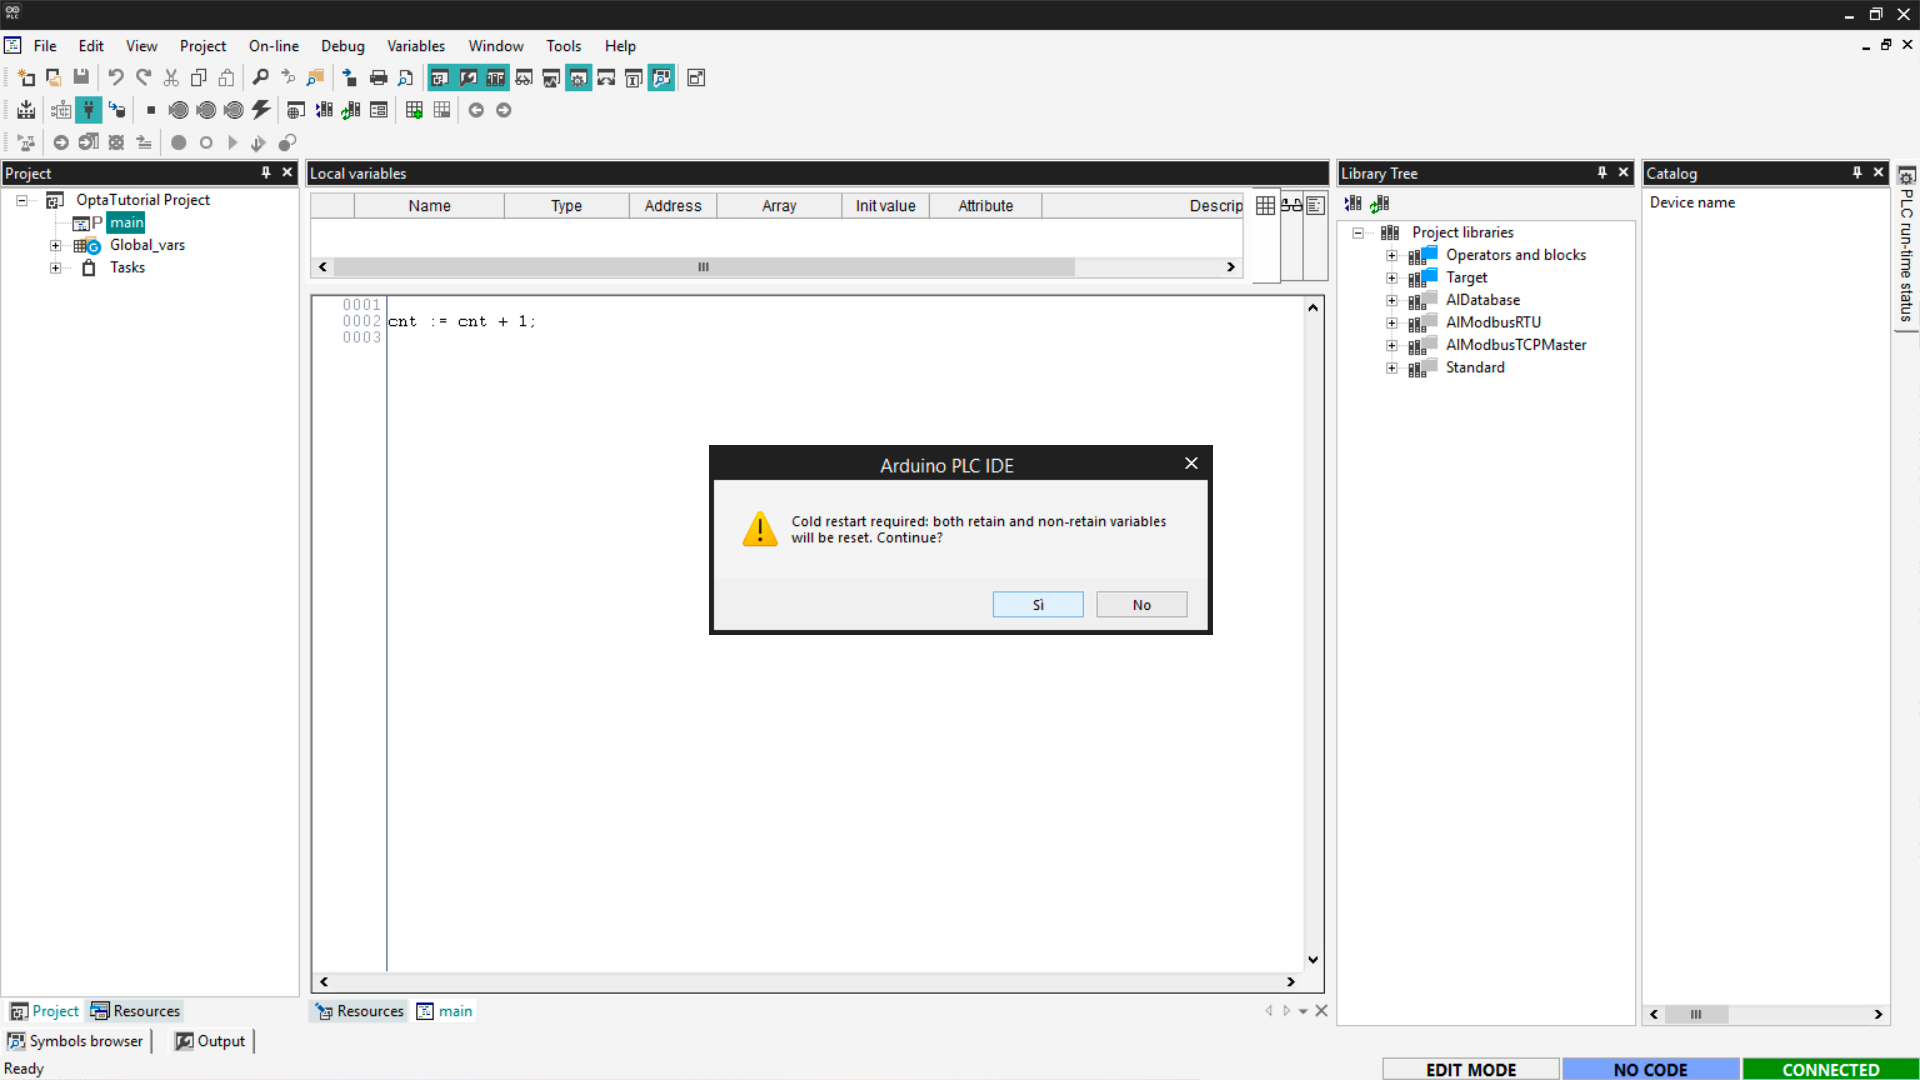 PLC
File Edit View Project On-line Debug Variables Window Tools Help
Project
OptaTutorial Project
P main
G Global_vars
Tasks
Local variables
Name Type Address Array Init value Attribute Descrip
0001
0002 cnt := cnt + 1;
0003
Library Tree
Project libraries
Operators and blocks
Target
AlDatabase
AlModbusRTU
AlModbusTCPMaster
Standard
Catalog
Device name
PLC run-time status
Arduino PLC IDE
Cold restart required: both retain and non-retain variables
will be reset. Continue?
Sì No
Project Resources
Resources main
Symbols browser Output
Ready
EDIT MODE NO CODE CONNECTED